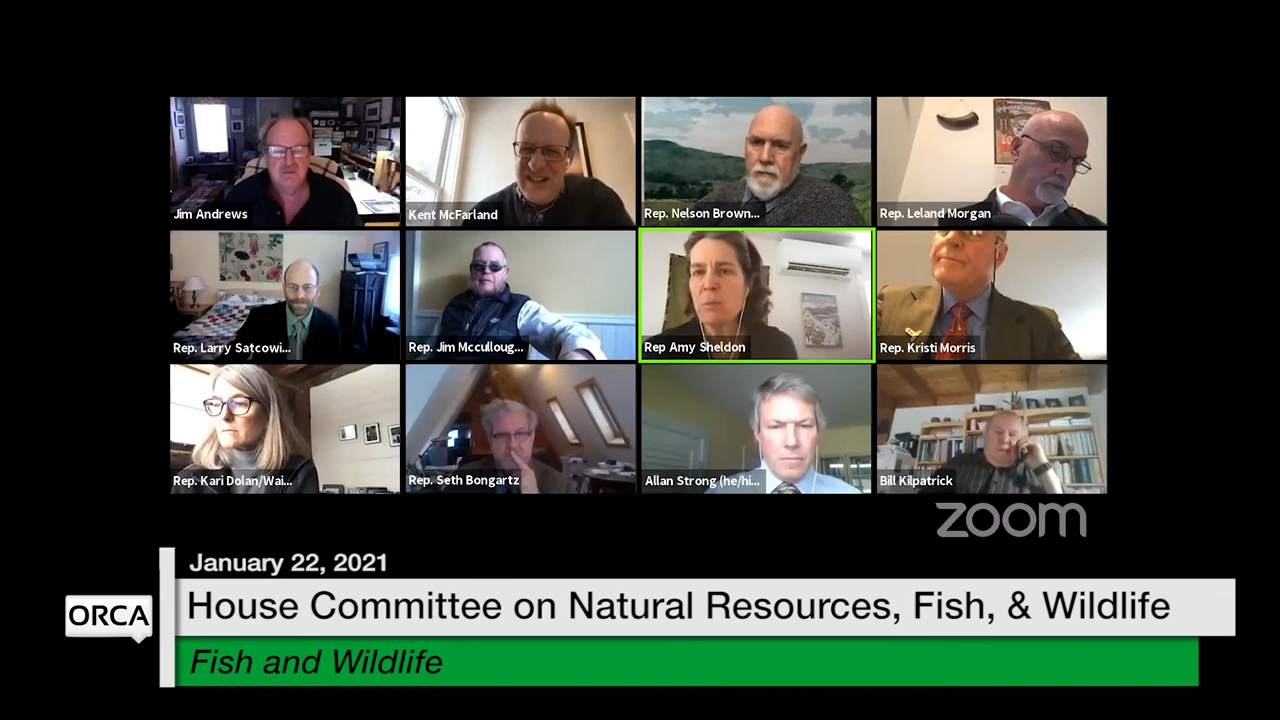 Jim Andrews
Kent McFarland
Rep. Nelson Brown...
Rep. Leland Morgan
Rep. Larry Satcowi...
Rep. Jim Mcculloug...
Rep Amy Sheldon
Rep. Kristi Morris
Rep. Kari Dolan/Wai...
Rep. Seth Bongartz
Allan Strong (he/hi...
Bill Kilpatrick
zoom
January 22, 2021
ORCA
House Committee on Natural Resources, Fish, & Wildlife
Fish and Wildlife